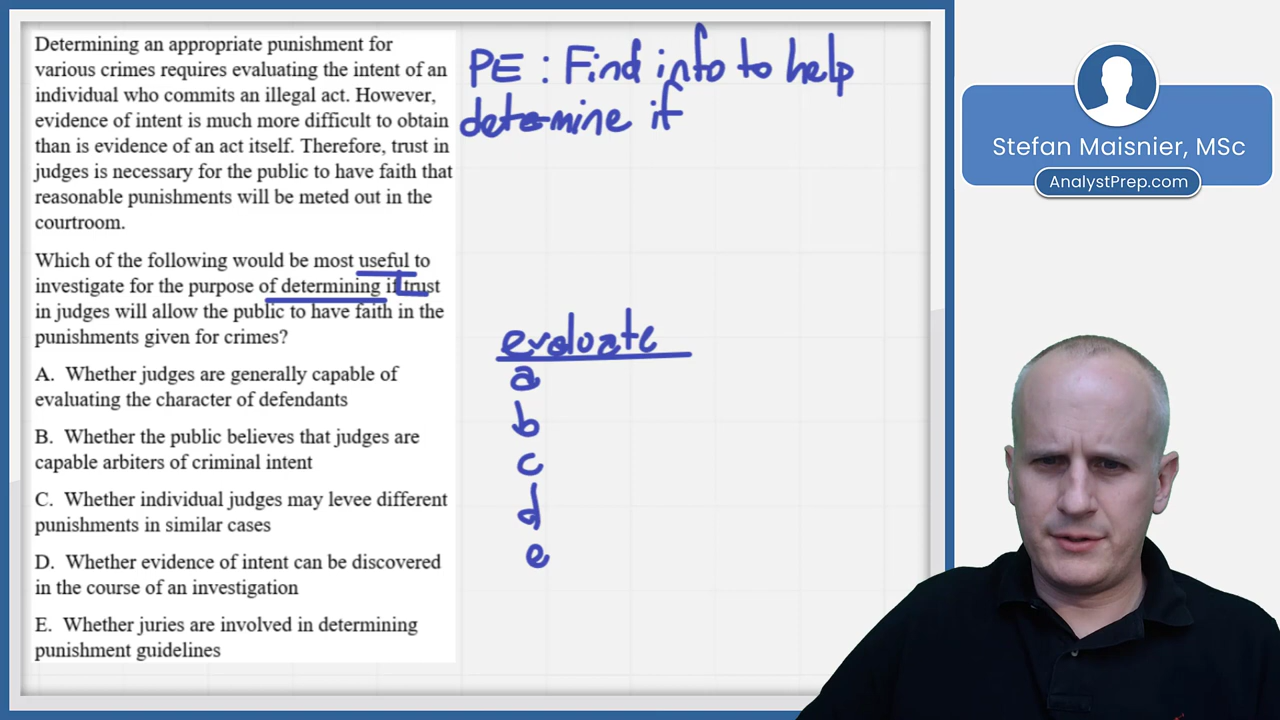 Determining an appropriate punishment for
various crimes requires evaluating the intent of an
individual who commits an illegal act. However,
evidence of intent is much more difficult to obtain
than is evidence of an act itself. Therefore, trust in
judges is necessary for the public to have faith that
reasonable punishments will be meted out in the
courtroom.
Which of the following would be most useful to
investigate for the purpose of determining if trust
in judges will allow the public to have faith in the
punishments given for crimes?
A. Whether judges are generally capable of
evaluating the character of defendants
B. Whether the public believes that judges are
capable arbiters of criminal intent
C. Whether individual judges may levee different
punishments in similar cases
D. Whether evidence of intent can be discovered
in the course of an investigation
E. Whether juries are involved in determining
punishment guidelines
PE : Find info to help
determine if
evaluate
a
b
c
d
e
Stefan Maisnier, MSc
AnalystPrep.com